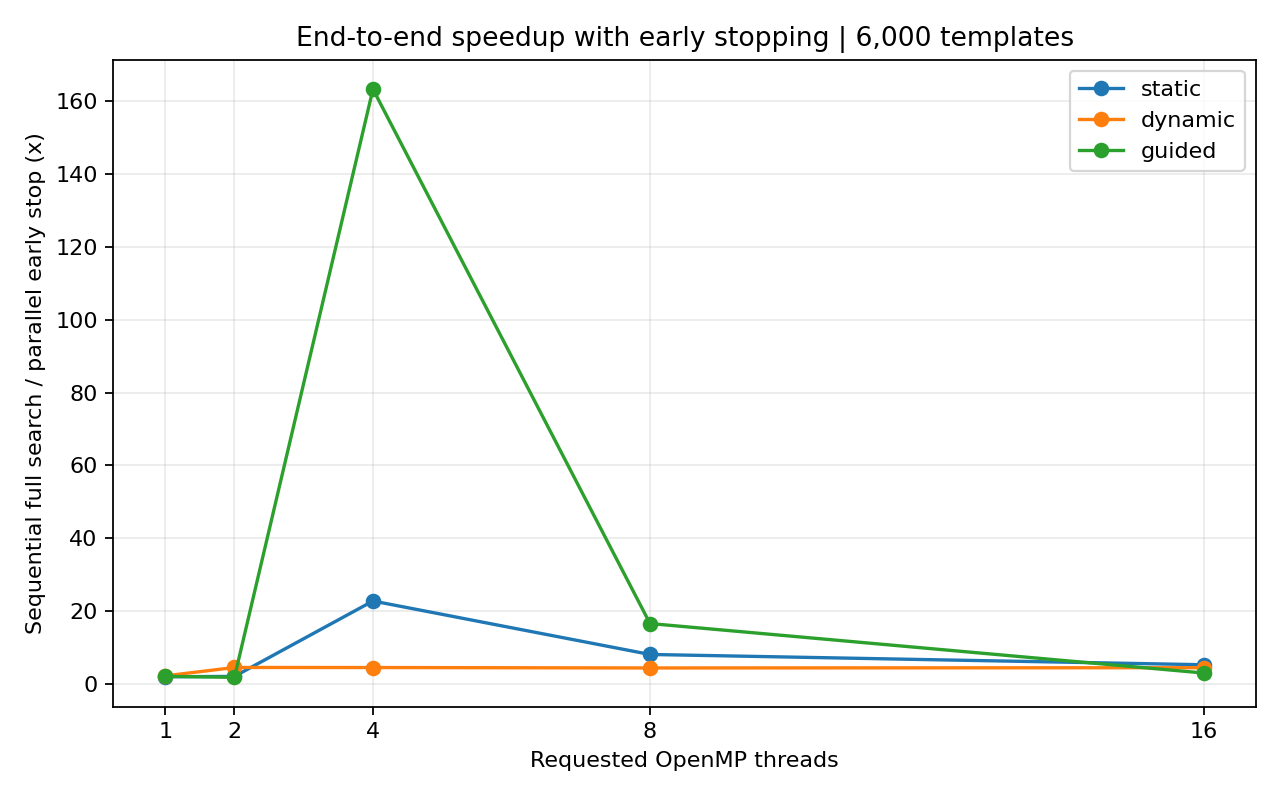 End-to-end speedup with early stopping | 6,000 templates
static
dynamic
guided
Sequential full search / parallel early stop (x)
160
140
120
100
80
60
40
20
0
1 2 4 8 16
Requested OpenMP threads